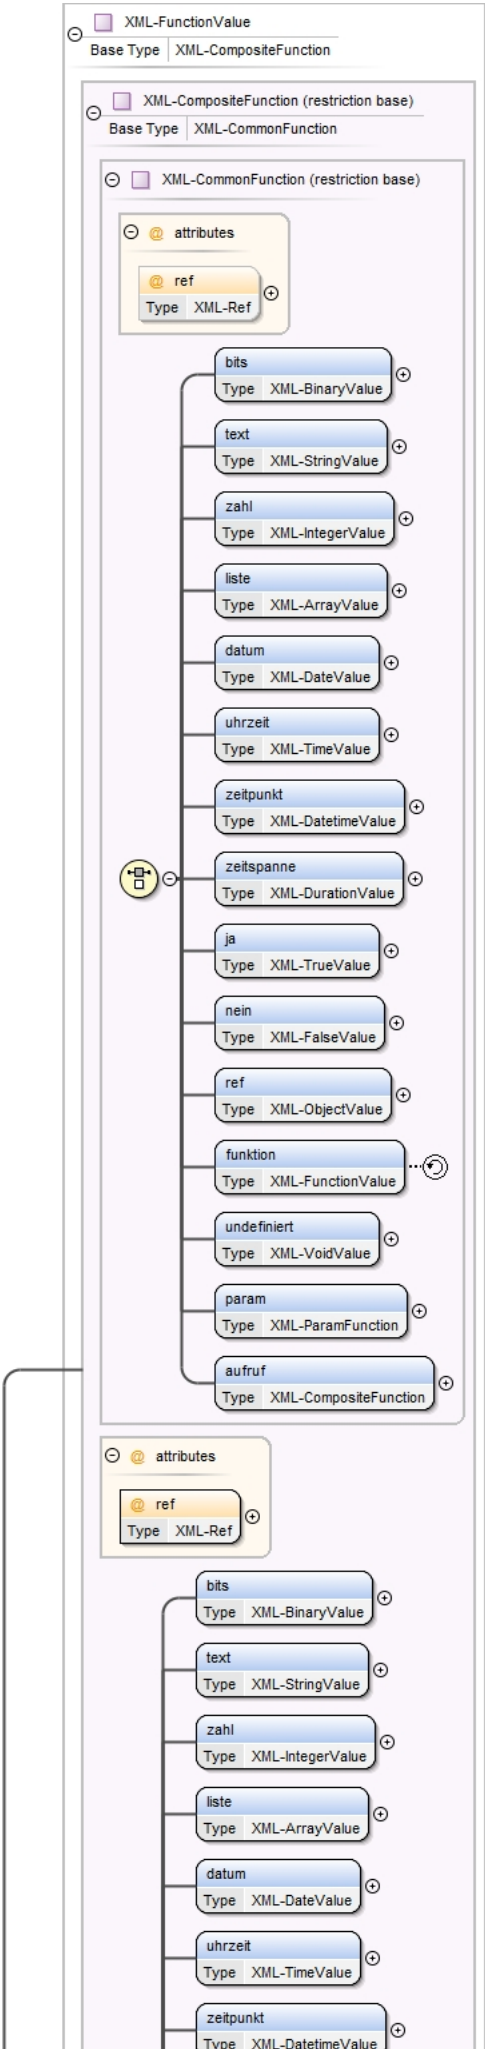 XML-FunctionValue
Base Type XML-CompositeFunction
XML-CompositeFunction (restriction base)
Base Type XML-CommonFunction
XML-CommonFunction (restriction base)
@ attributes
@ ref
Type XML-Ref
bits
Type XML-BinaryValue
text
Type XML-StringValue
zahl
Type XML-IntegerValue
liste
Type XML-ArrayValue
datum
Type XML-DateValue
uhrzeit
Type XML-TimeValue
zeitpunkt
Type XML-DatetimeValue
zeitspanne
Type XML-DurationValue
ja
Type XML-TrueValue
nein
Type XML-FalseValue
ref
Type XML-ObjectValue
funktion
Type XML-FunctionValue
undefiniert
Type XML-VoidValue
param
Type XML-ParamFunction
aufruf
Type XML-CompositeFunction
@ attributes
@ ref
Type XML-Ref
bits
Type XML-BinaryValue
text
Type XML-StringValue
zahl
Type XML-IntegerValue
liste
Type XML-ArrayValue
datum
Type XML-DateValue
uhrzeit
Type XML-TimeValue
zeitpunkt
Type XML-DatetimeValue